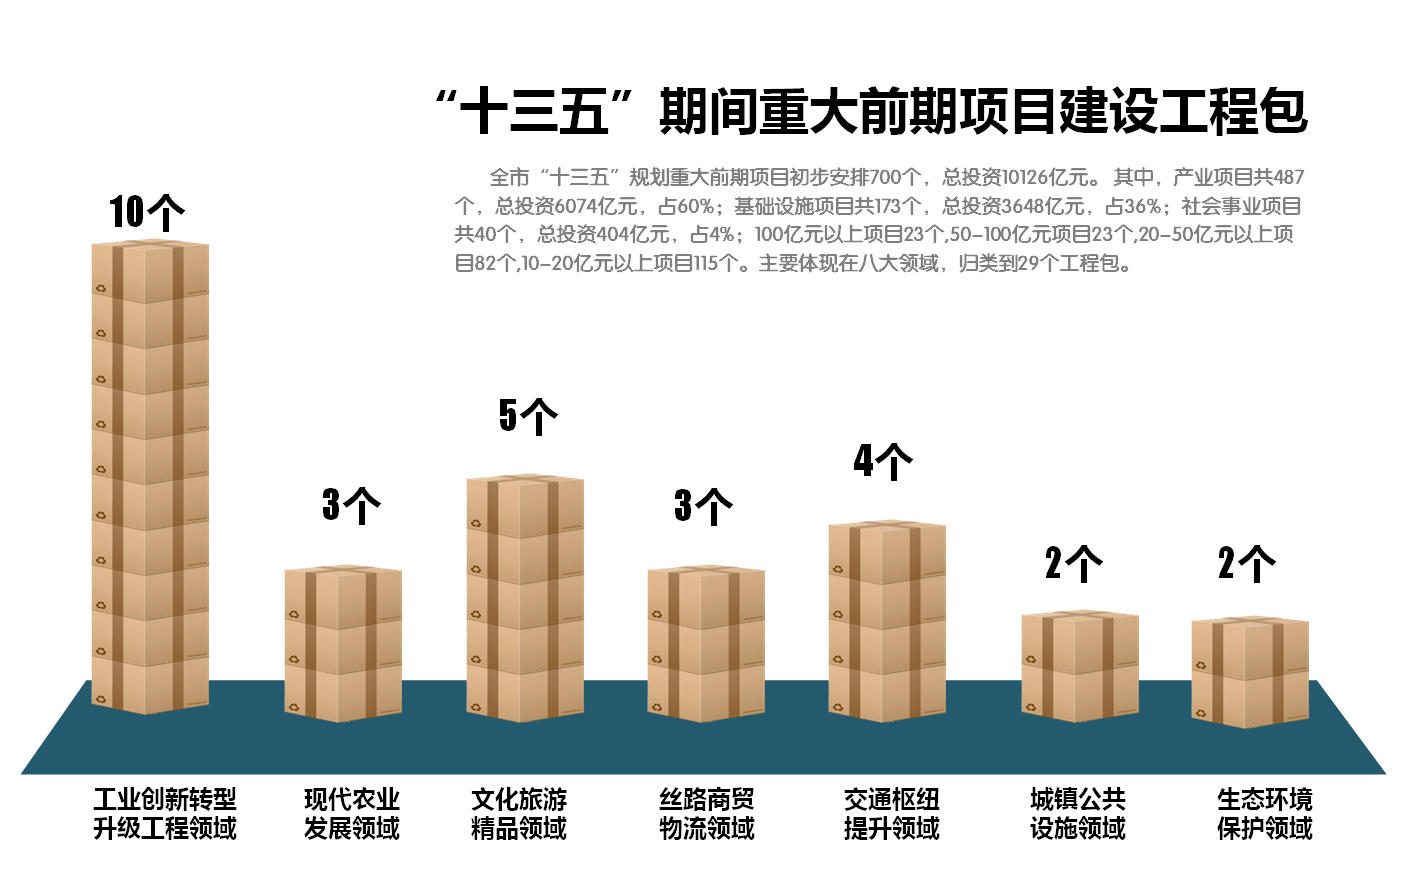 “十三五”期间重大前期项目建设工程包
全市“十三五”规划重大前期项目初步安排700个，总投资10126亿元。其中，产业项目共487
个，总投资6074亿元，占60%；基础设施项目共173个，总投资3648亿元，占36%；社会事业项目
共40个，总投资404亿元，占4%；100亿元以上项目23个,50-100亿元项目23个,20-50亿元以上项
目82个,10-20亿元以上项目115个。主要体现在八大领域，归类到29个工程包。
10个
3个
5个
3个
4个
2个
2个
工业创新转型
升级工程领域
现代农业
发展领域
文化旅游
精品领域
丝路商贸
物流领域
交通枢纽
提升领域
城镇公共
设施领域
生态环境
保护领域